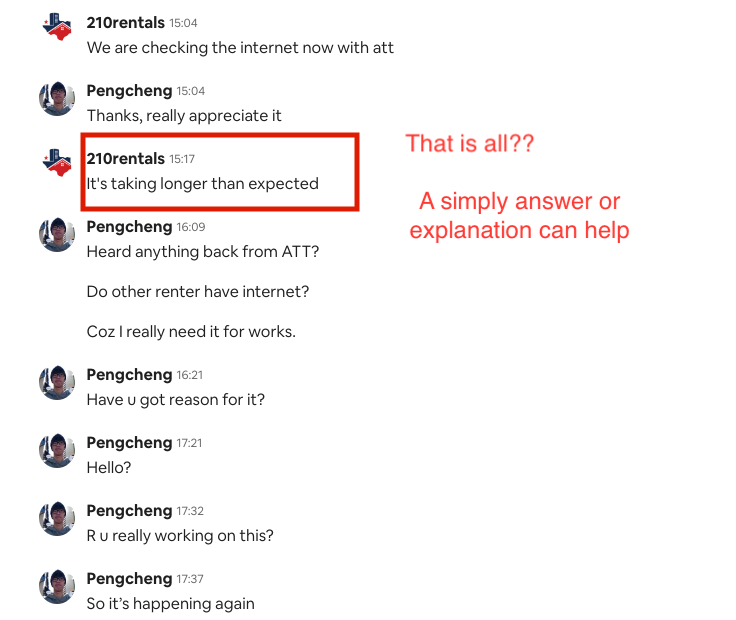 210rentals 15:04
We are checking the internet now with att
Pengcheng 15:04
Thanks, really appreciate it
210rentals 15:17
It's taking longer than expected
That is all??
A simply answer or
explanation can help
Pengcheng 16:09
Heard anything back from ATT?
Do other renter have internet?
Coz I really need it for works.
Pengcheng 16:21
Have u got reason for it?
Pengcheng 17:21
Hello?
Pengcheng 17:32
R u really working on this?
Pengcheng 17:37
So it’s happening again